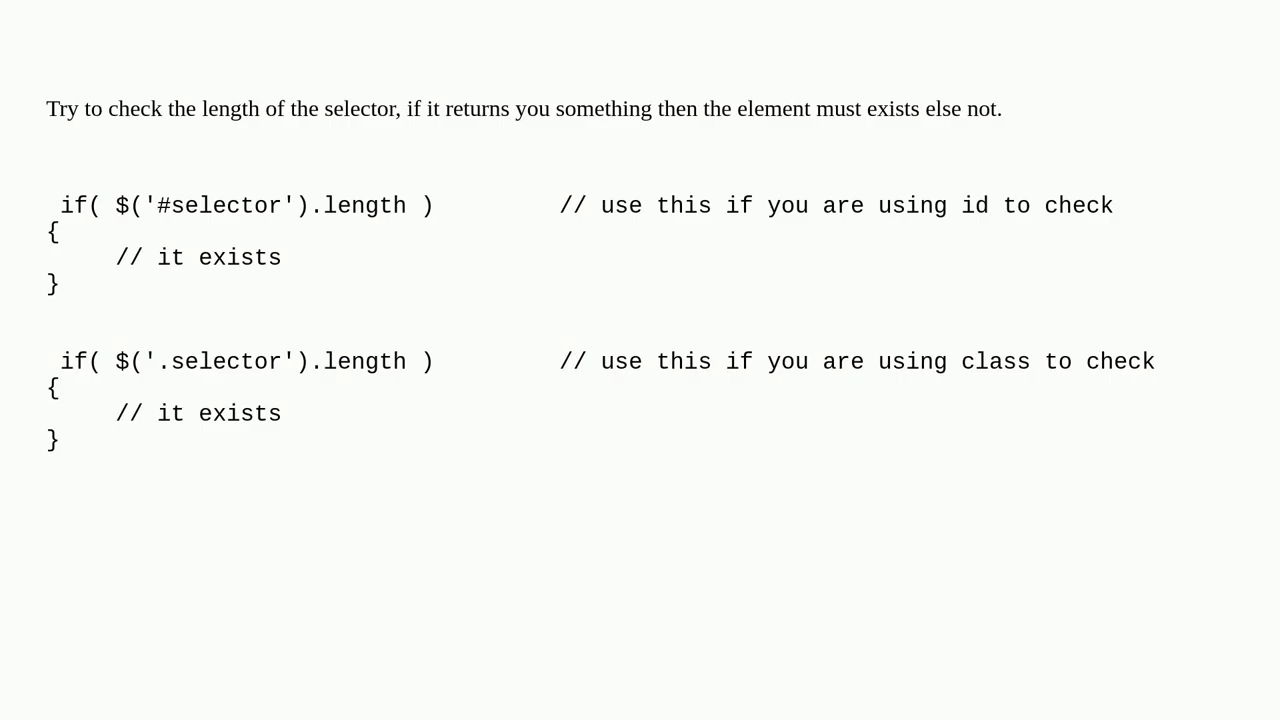 Try to check the length of the selector, if it returns you something then the element must exists else not.
if( $('#selector').length )         // use this if you are using id to check
{
     // it exists
}
if( $('.selector').length )         // use this if you are using class to check
{
     // it exists
}